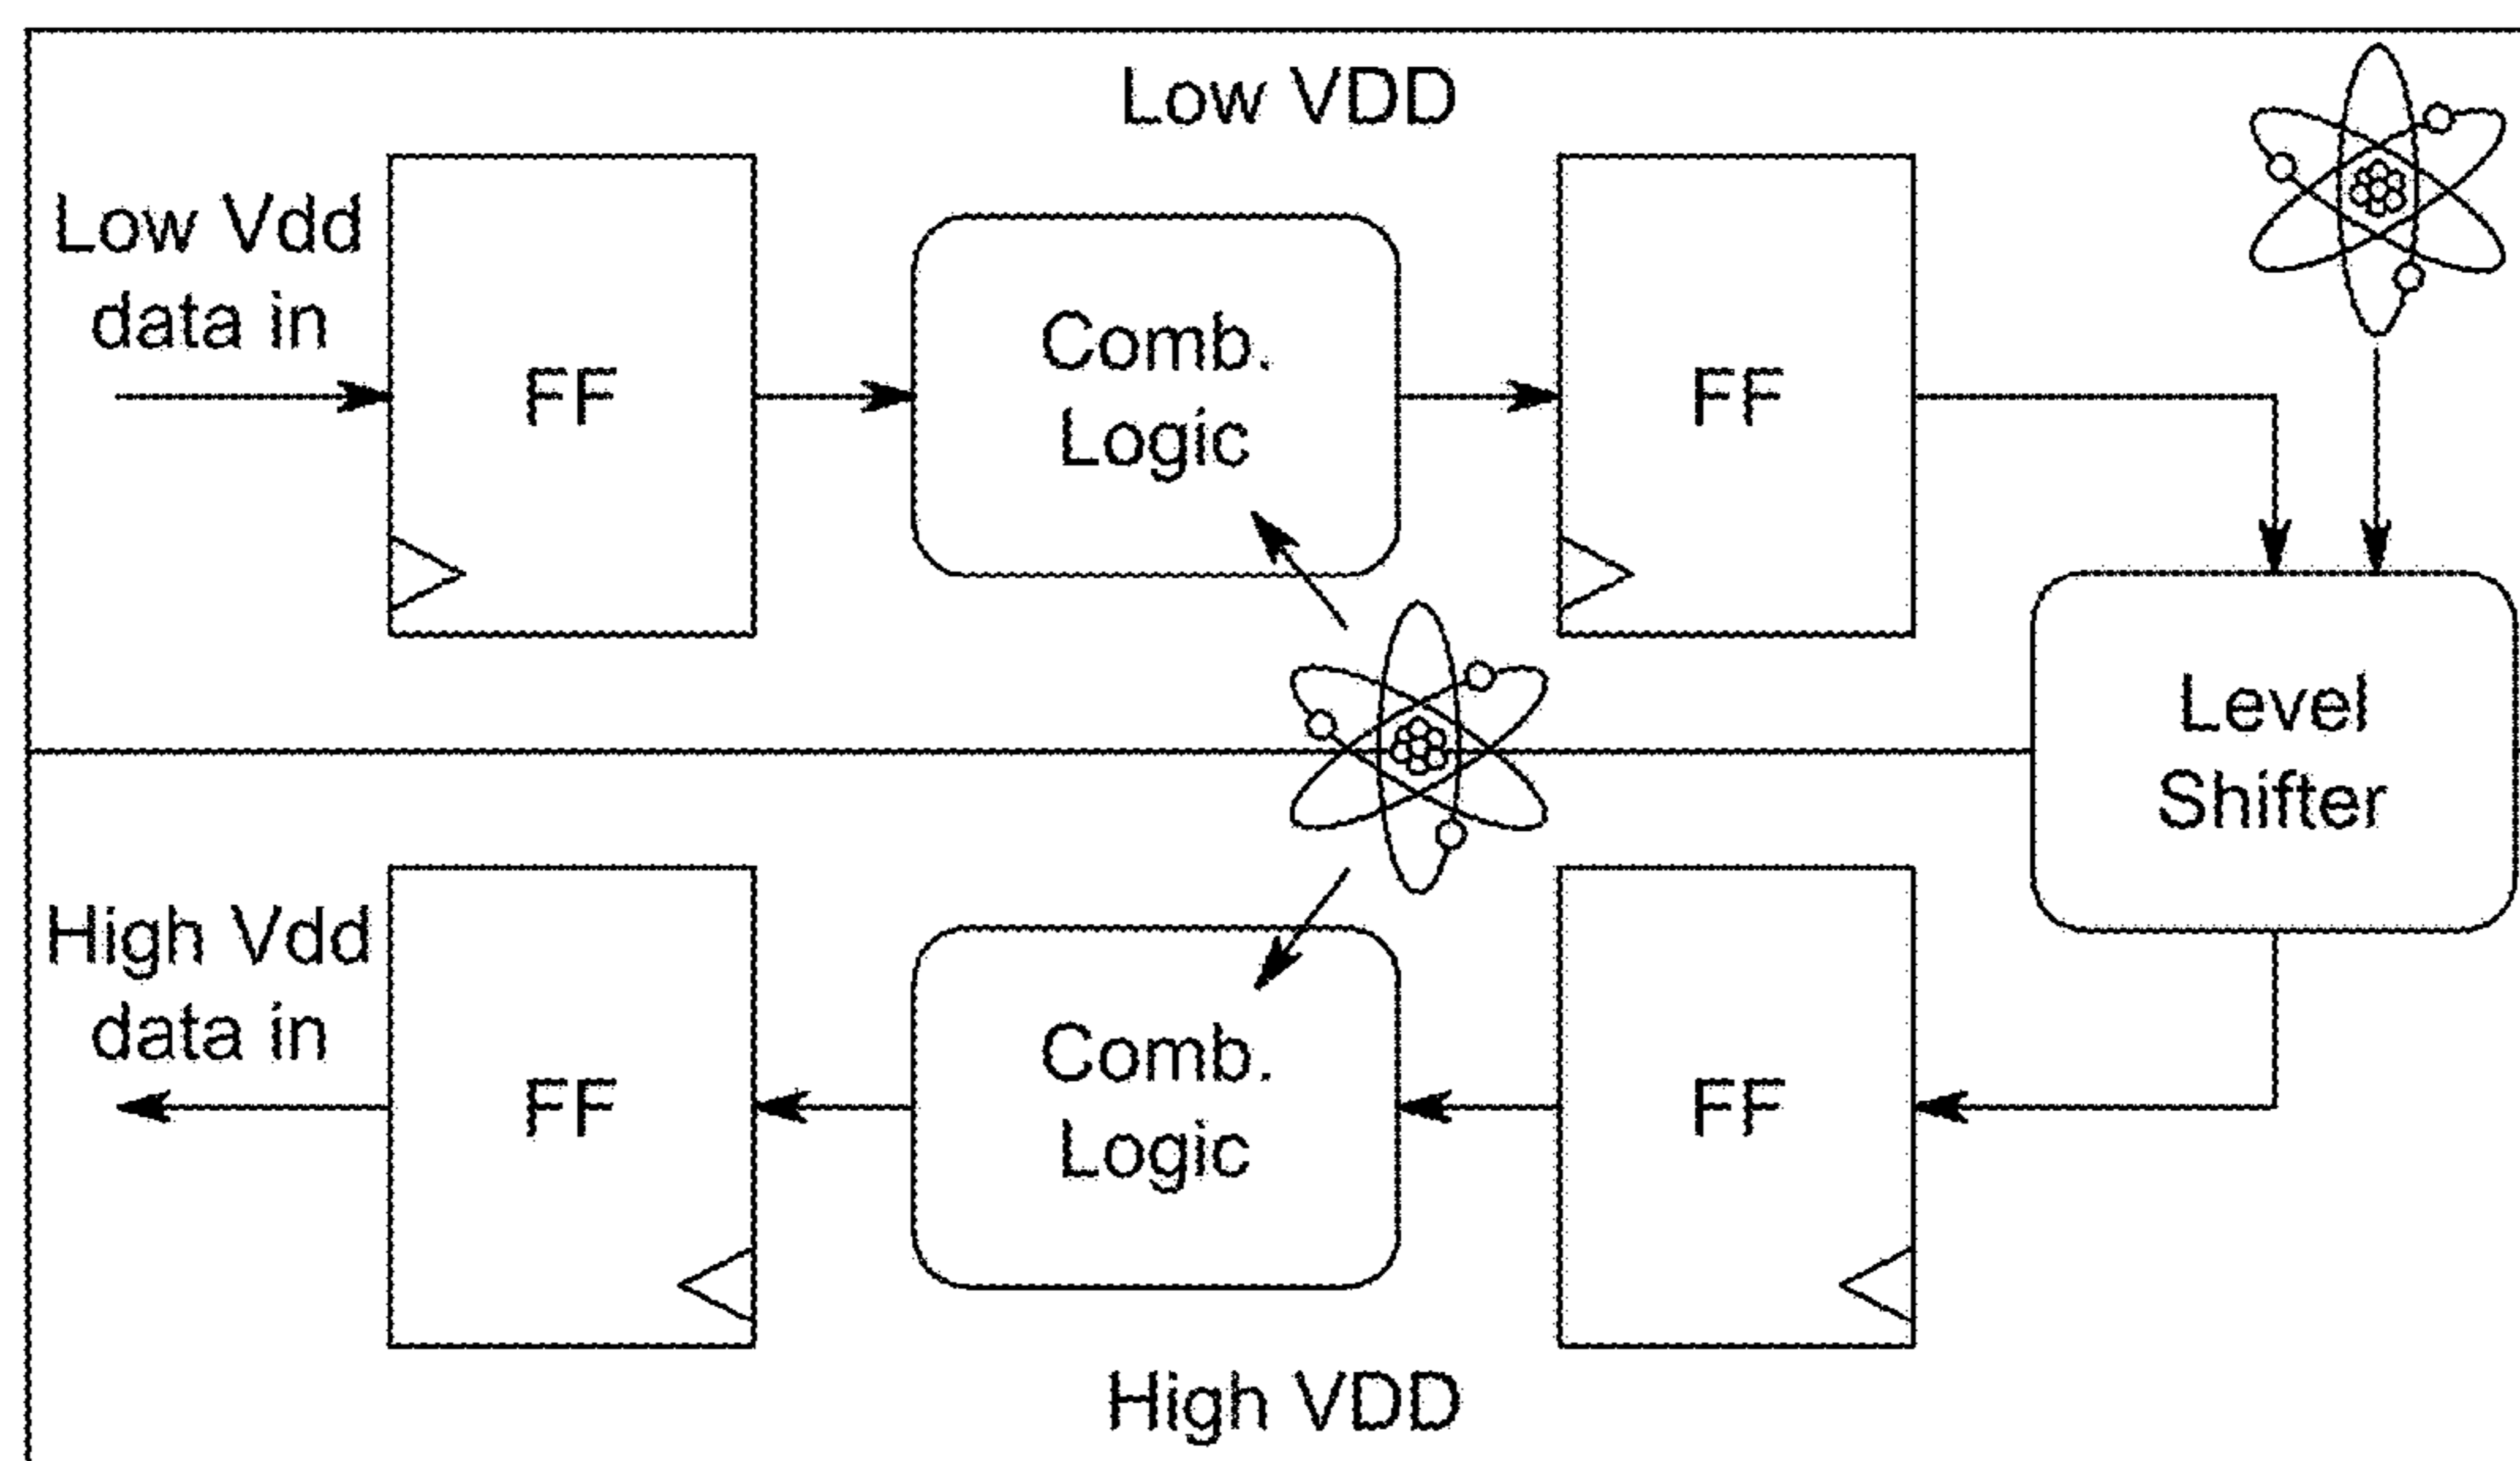 Low VDD
Low Vdd
data in
FF
Comb.
Logic
FF
Level
Shifter
High Vdd
data in
FF
Comb.
Logic
FF
High VDD